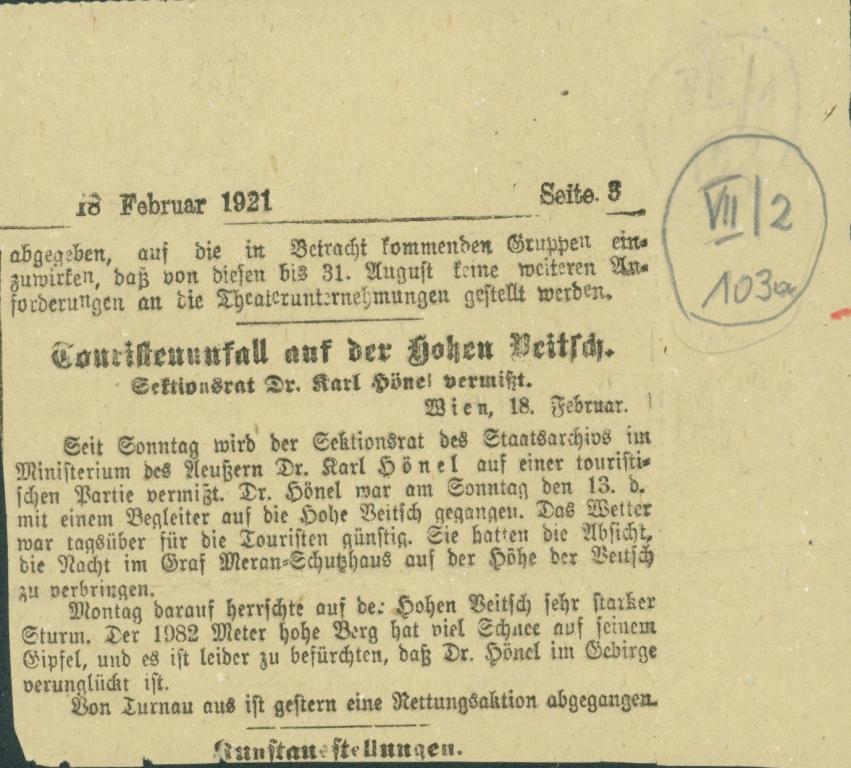 18 Februar 1921 Seite. 3
VII/2
103a
abgegeben, auf die in Betracht kommenden Gruppen ein-
zuwirken, daß von diesen bis 31. August keine weiteren An-
forderungen an die Theaterunternehmungen gestellt werden.
Touristenunfall auf der Hohen Veitsch.
Sektionsrat Dr. Karl Hönel vermißt.
Wien, 18. Februar.
Seit Sonntag wird der Sektionsrat des Staatsarchivs im
Ministerium des Aeußern Dr. Karl Hönel auf einer touristi-
schen Partie vermißt. Dr. Hönel war am Sonntag den 13. d.
mit einem Begleiter auf die Hohe Veitsch gegangen. Das Wetter
war tagsüber für die Touristen günstig. Sie hatten die Absicht,
die Nacht im Graf Meran-Schutzhaus auf der Höhe der Veitsch
zu verbringen.
Montag darauf herrschte auf der Hohen Veitsch sehr starker
Sturm. Der 1982 Meter hohe Berg hat viel Schnee auf seinem
Gipfel, und es ist leider zu befürchten, daß Dr. Hönel im Gebirge
verunglückt ist.
Von Turnau aus ist gestern eine Rettungsaktion abgegangen.
Kunstausstellungen.